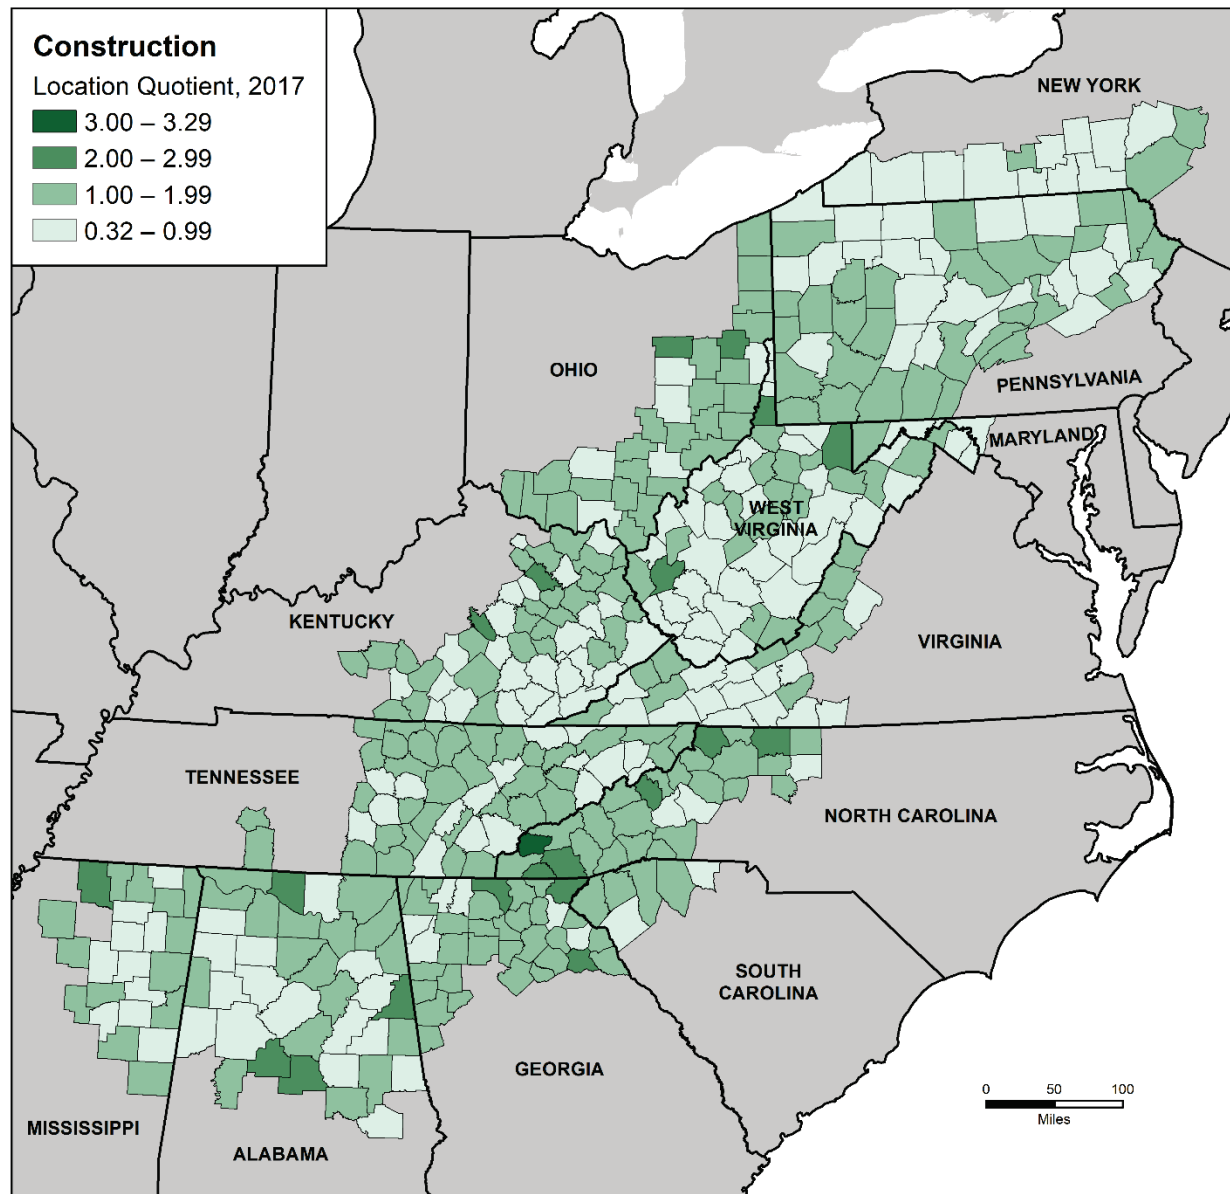 Construction
Location Quotient, 2017
3.00 – 3.29
2.00 – 2.99
1.00 – 1.99
0.32 – 0.99
NEW YORK
OHIO
PENNSYLVANIA
MARYLAND
WEST
VIRGINIA
KENTUCKY
VIRGINIA
TENNESSEE
NORTH CAROLINA
SOUTH
CAROLINA
GEORGIA
MISSISSIPPI
ALABAMA
0 50 100
Miles